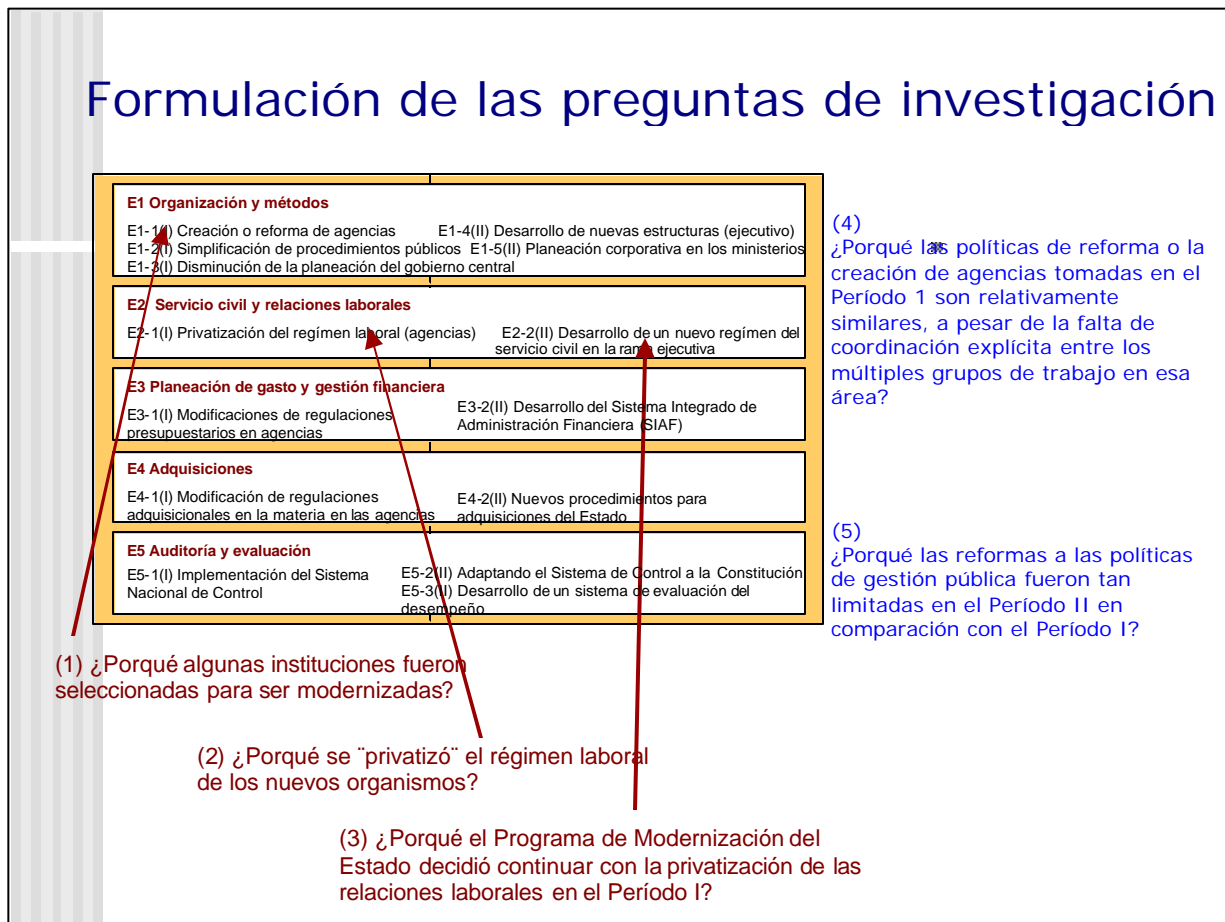 Formulación de las preguntas de investigación
E1 Organización y métodos
E1-1(I) Creación o reforma de agencias E1-4(II) Desarrollo de nuevas estructuras (ejecutivo)
E1-2(I) Simplificación de procedimientos públicos E1-5(II) Planeación corporativa en los ministerios
E1-3(I) Disminución de la planeación del gobierno central
E2 Servicio civil y relaciones laborales
E2-1(I) Privatización del regímen laboral (agencias) E2-2(II) Desarrollo de un nuevo regímen del
servicio civil en la rama ejecutiva
E3 Planeación de gasto y gestión financiera
E3-1(I) Modificaciones de regulaciones
presupuestarios en agencias
E3-2(II) Desarrollo del Sistema Integrado de
Administración Financiera (SIAF)
E4 Adquisiciones
E4-1(I) Modificación de regulaciones
adquisicionales en la materia en las agencias
E4-2(II) Nuevos procedimientos para
adquisiciones del Estado
E5 Auditoría y evaluación
E5-1(I) Implementación del Sistema
Nacional de Control
E5-2(II) Adaptando el Sistema de Control a la Constitución
E5-3(II) Desarrollo de un sistema de evaluación del
desempeño
(4)
¿Porqué las políticas de reforma o la
creación de agencias tomadas en el
Período 1 son relativamente
similares, a pesar de la falta de
coordinación explícita entre los
múltiples grupos de trabajo en esa
área?
(5)
¿Porqué las reformas a las políticas
de gestión pública fueron tan
limitadas en el Período II en
comparación con el Período I?
(1) ¿Porqué algunas instituciones fueron
seleccionadas para ser modernizadas?
(2) ¿Porqué se ¨privatizó¨ el régimen laboral
de los nuevos organismos?
(3) ¿Porqué el Programa de Modernización del
Estado decidió continuar con la privatización de las
relaciones laborales en el Período I?